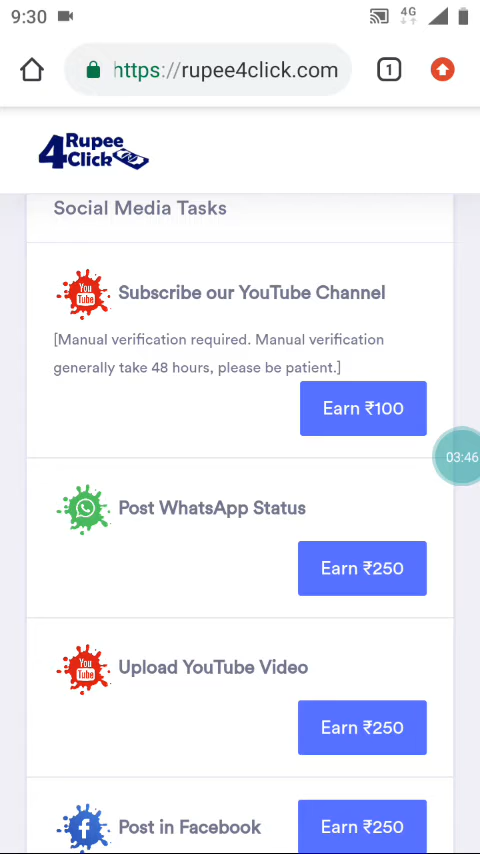 9:30
4G
https://rupee4click.com
1
4
Rupee
Click
Social Media Tasks
You
Tube
Subscribe our YouTube Channel
[Manual verification required. Manual verification
generally take 48 hours, please be patient.]
Earn ₹100
03:46
Post WhatsApp Status
Earn ₹250
You
Tube
Upload YouTube Video
Earn ₹250
f
Post in Facebook
Earn ₹250